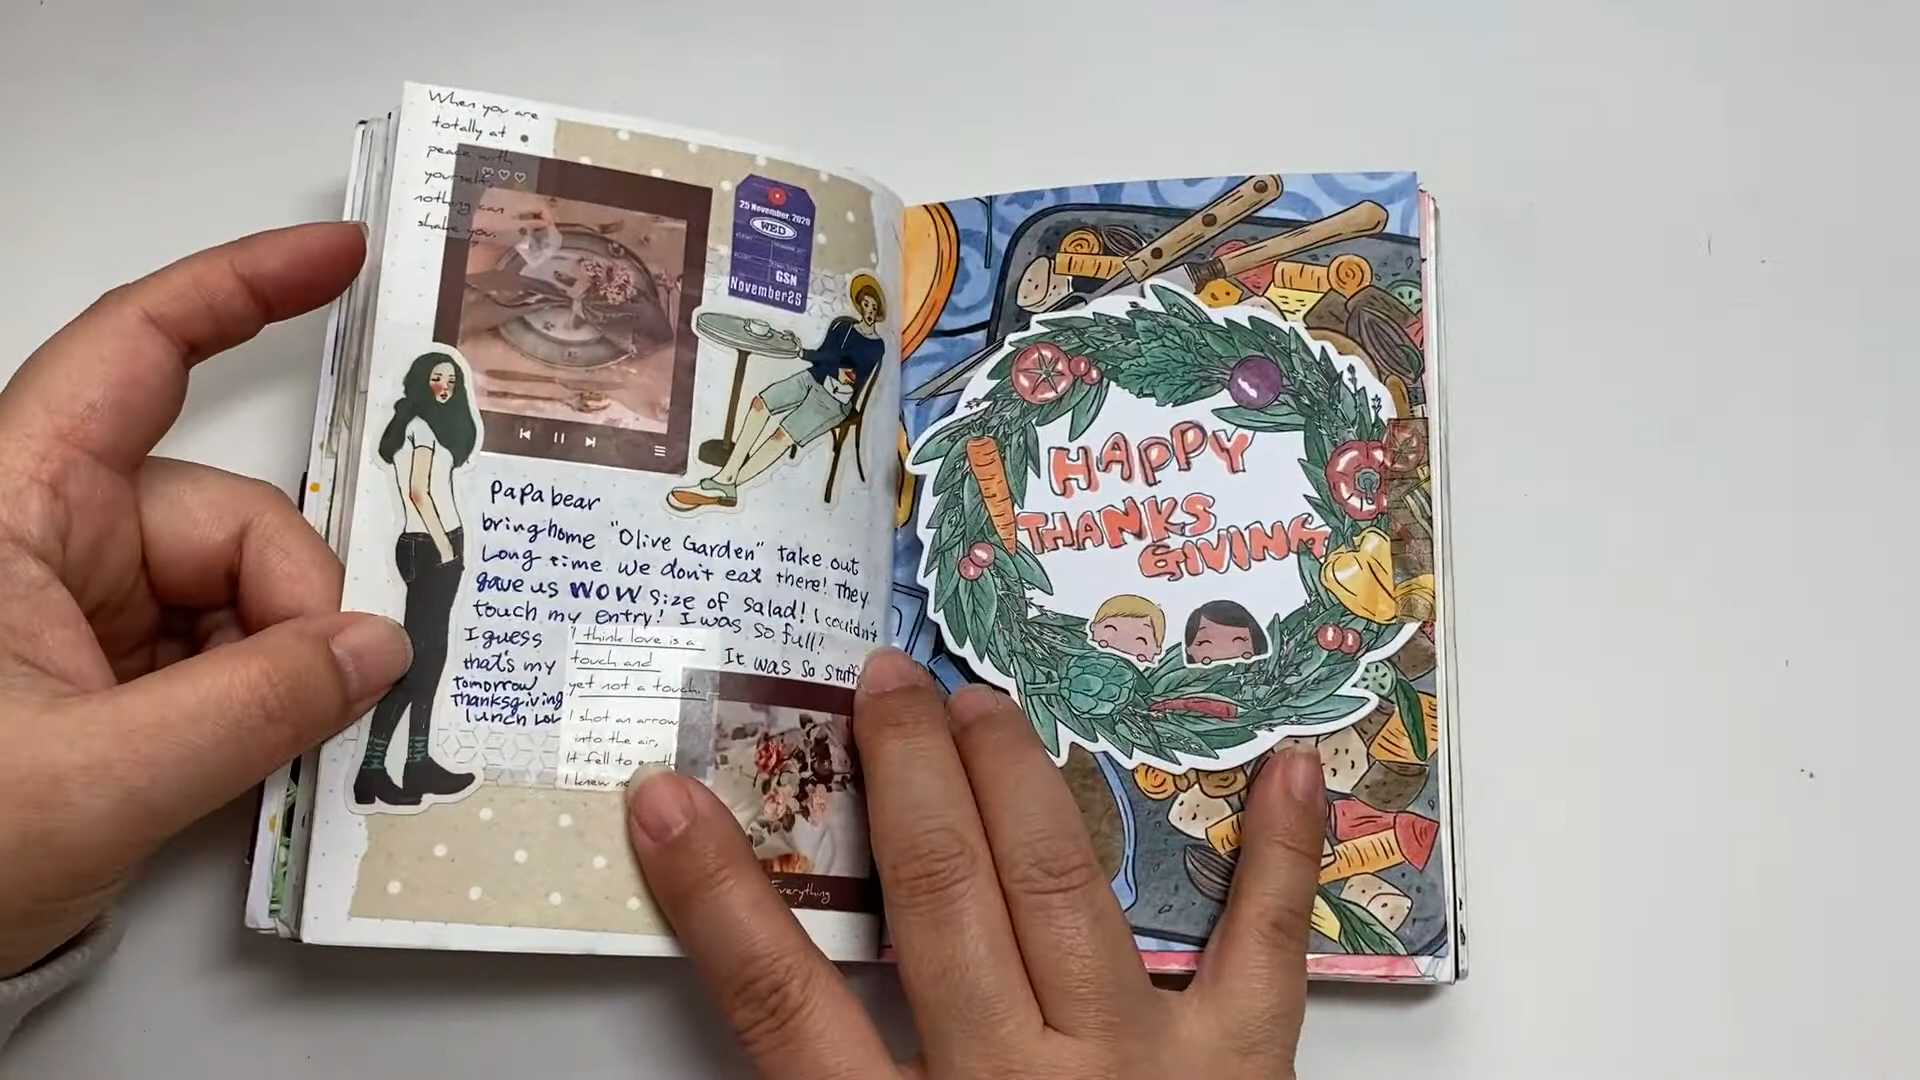 When you are
totally at
peace with
yourself,
nothing can
shake you.
25 November, 2020
WED
GSN
November25
Papabear
bring home "Olive Garden" take out
Long time we don't eat there! They
gave us WOW size of salad! I couldn't
touch my entry! I was so full!
It was so stuff
I guess
that's my
tomorrow
Thanksgiving
lunch LOL
I think love is a
touch and
yet not a touch.
I shot an arrow
into the air,
It fell to earth
I knew
Everything
HAPPY
THANKS
GIVING